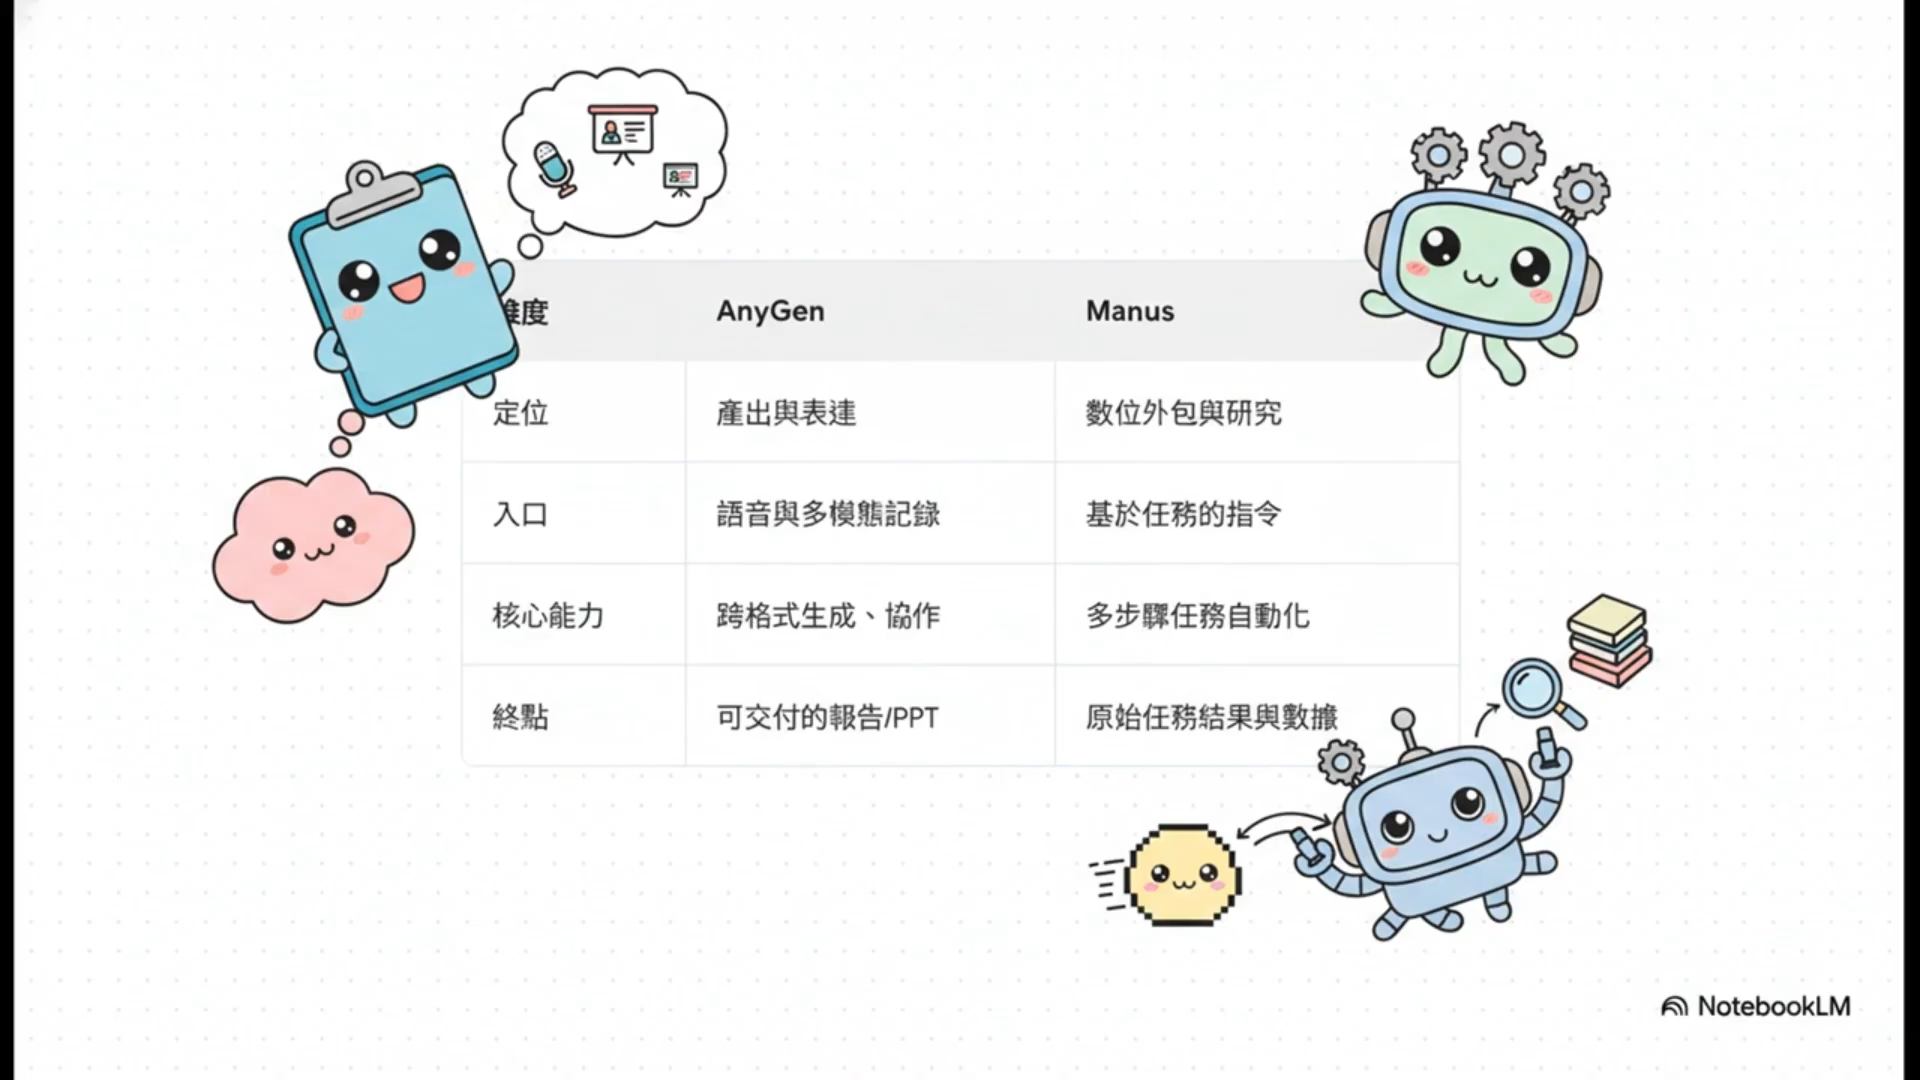 維度 AnyGen Manus
定位 產出與表達 數位外包與研究
入口 語音與多模態記錄 基於任務的指令
核心能力 跨格式生成、協作 多步驟任務自動化
終點 可交付的報告/PPT 原始任務結果與數據
NotebookLM